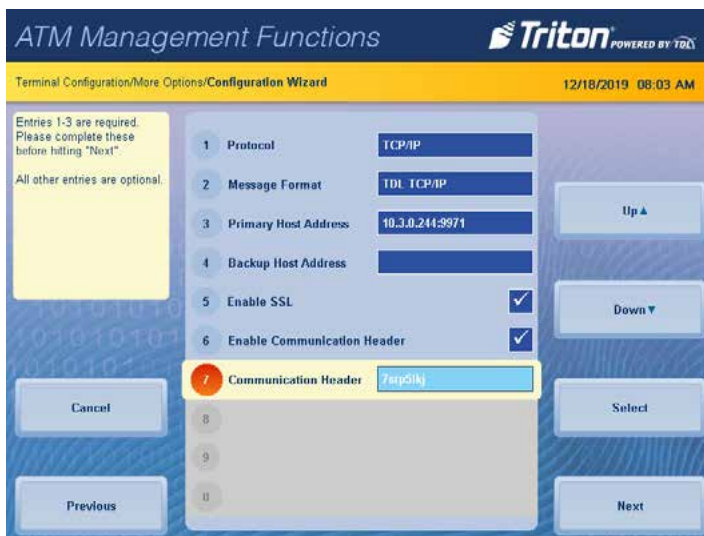 ATM Management Functions
Triton POWERED BY TDL
Terminal Configuration/More Options/Configuration Wizard
12/18/2019 08:03 AM
Entries 1-3 are required.
Please complete these
before hitting "Next".
All other entries are optional.
1 Protocol TCP/IP
2 Message Format TDL TCP/IP
3 Primary Host Address 10.3.0.244:9971
4 Backup Host Address
5 Enable SSL
6 Enable Communication Header
7 Communication Header
8
9
0
Up
Down
Cancel
Select
Previous
Next